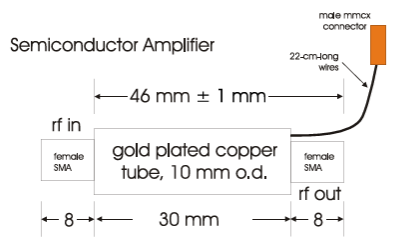 male mmcx
connector
Semiconductor Amplifier
22-cm-long
wires
46 mm ± 1 mm
rf in
female
SMA
gold plated copper
tube, 10 mm o.d.
female
SMA
rf out
8
30 mm
8